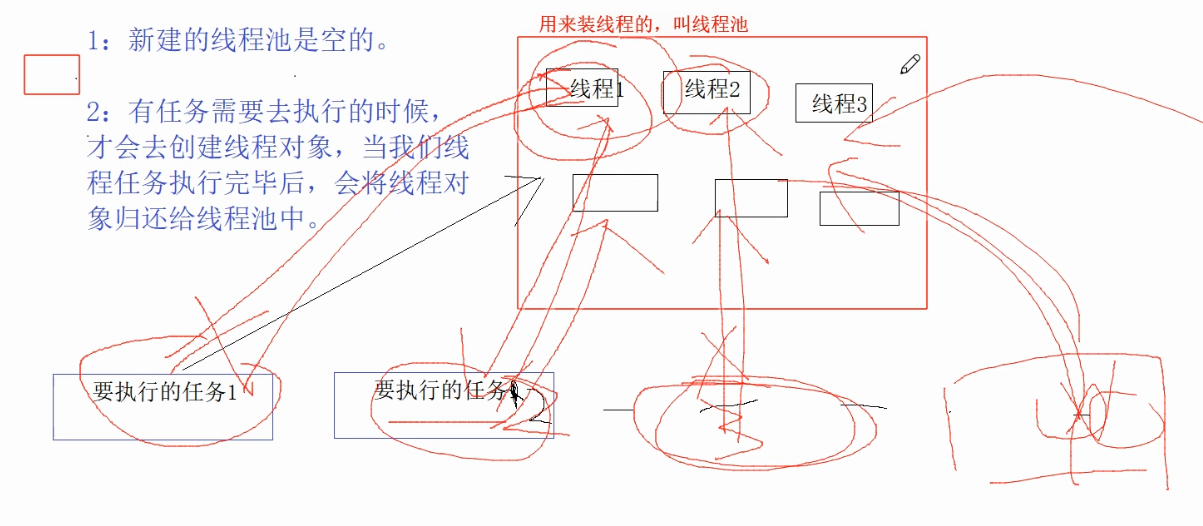 用来装线程的，叫线程池
1：新建的线程池是空的。
2：有任务需要去执行的时候，
才会去创建线程对象，当我们线
程任务执行完毕后，会将线程对
象归还给线程池中。
线程1
线程2
线程3
要执行的任务1
要执行的任务